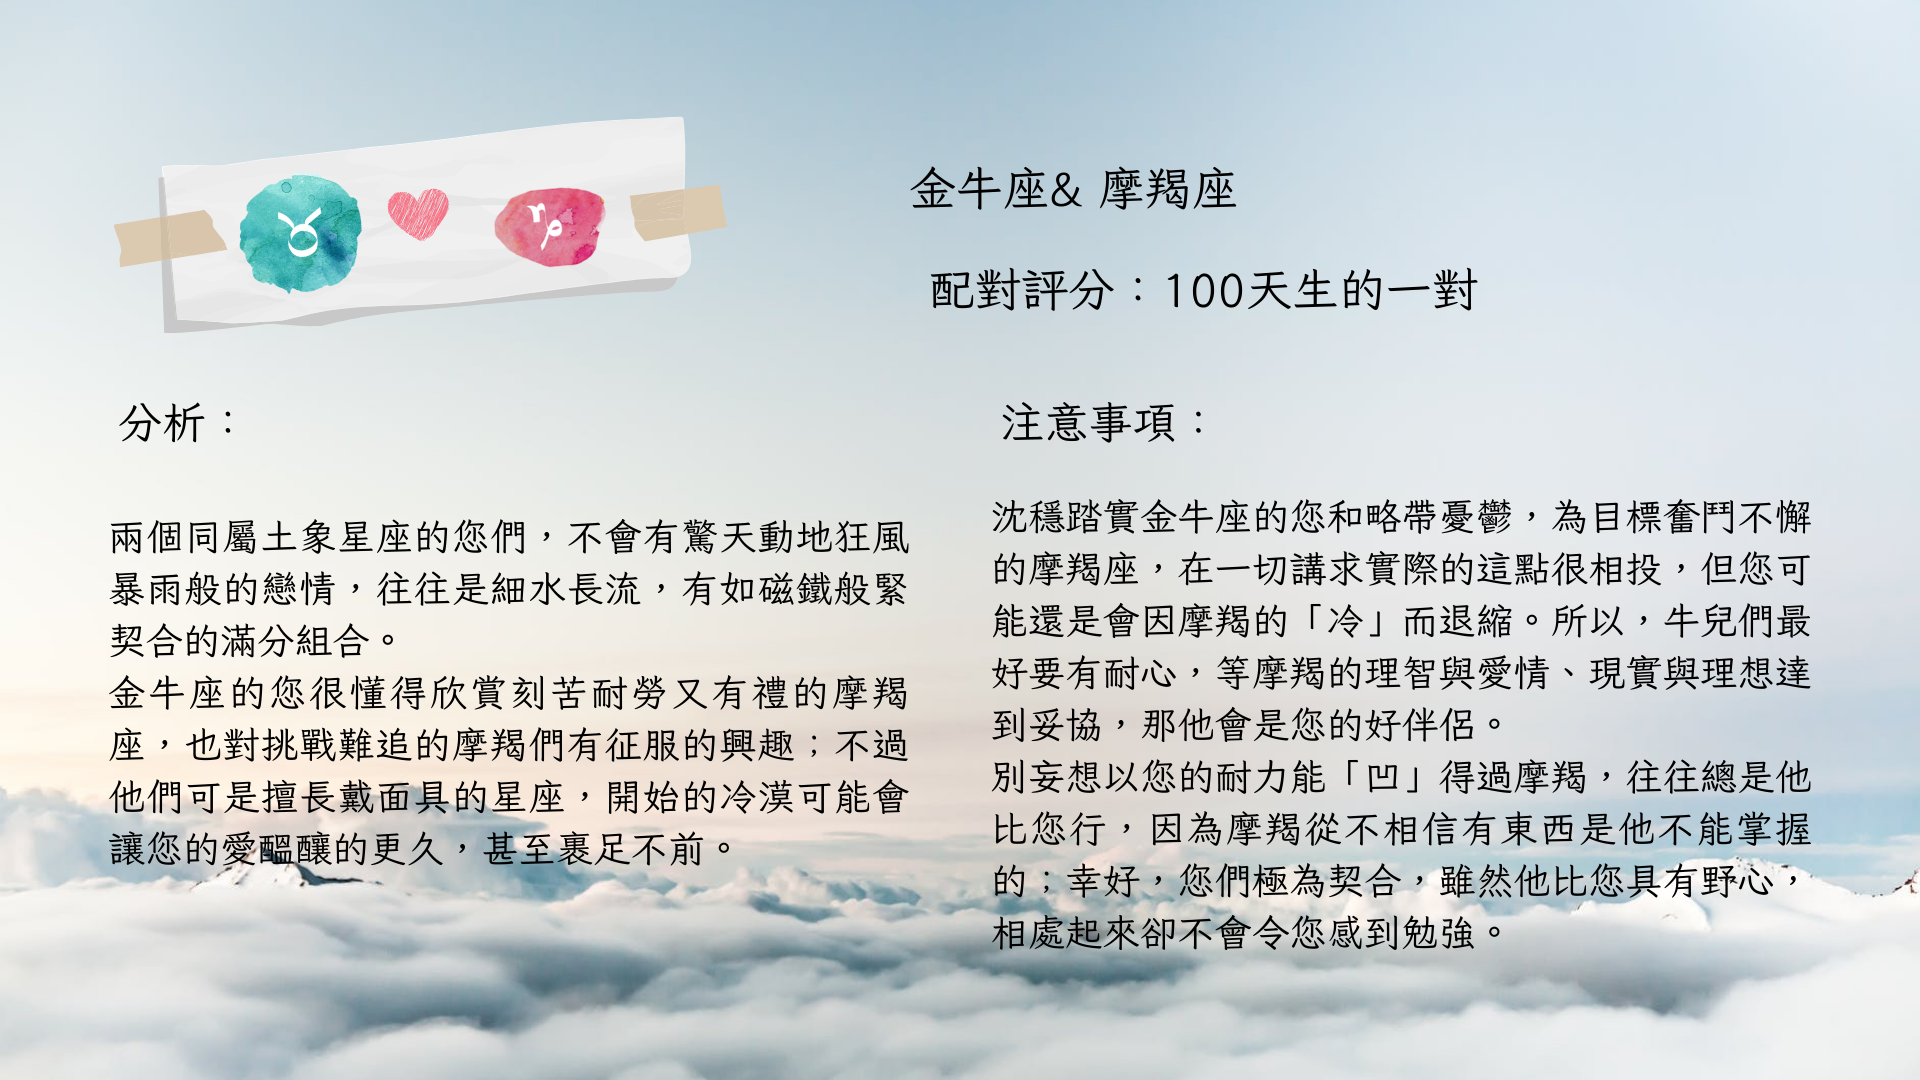 金牛座& 摩羯座
配對評分：100天生的一對
分析：
兩個同屬土象星座的您們，不會有驚天動地狂風
暴雨般的戀情，往往是細水長流，有如磁鐵般緊
契合的滿分組合。
金牛座的您很懂得欣賞刻苦耐勞又有禮的摩羯
座，也對挑戰難追的摩羯們有征服的興趣；不過
他們可是擅長戴面具的星座，開始的冷漠可能會
讓您的愛醞釀的更久，甚至裹足不前。
注意事項：
沈穩踏實金牛座的您和略帶憂鬱，為目標奮鬥不懈
的摩羯座，在一切講求實際的這點很相投，但您可
能還是會因摩羯的「冷」而退縮。所以，牛兒們最
好要有耐心，等摩羯的理智與愛情、現實與理想達
到妥協，那他會是您的好伴侶。
別妄想以您的耐力能「凹」得過摩羯，往往總是他
比您行，因為摩羯從不相信有東西是他不能掌握
的；幸好，您們極為契合，雖然他比您具有野心，
相處起來卻不會令您感到勉強。